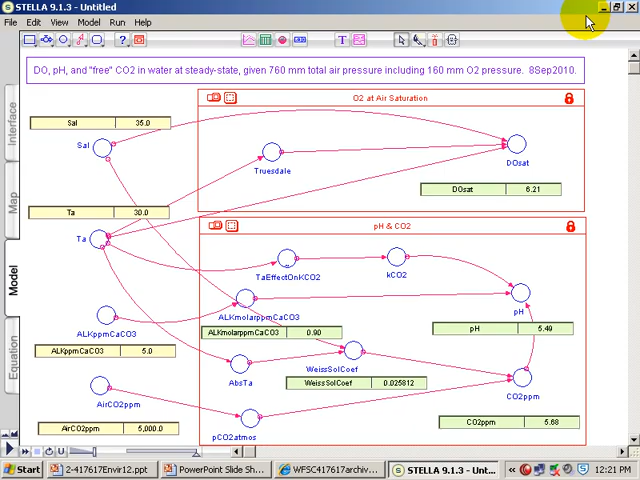 STELLA 9.1.3 - Untitled
File Edit View Model Run Help
DO, pH, and "free" CO2 in water at steady-state, given 760 mm total air pressure including 160 mm O2 pressure. 8Sep2010.
O2 at Air Saturation
Sal 35.0
Sal
Truesdale
DOsat
DOsat 6.21
Ta 30.0
Ta
pH & CO2
TaEffectOnKCO2
kCO2
pH
ALKppmCaCO3
ALKmolarppmCaCO3
ALKmolarppmCaCO3 0.90
pH 5.49
ALKppmCaCO3 5.0
AbsTa
WeissSolCoef
WeissSolCoef 0.025812
CO2ppm
AirCO2ppm
AirCO2ppm 5,000.0
pCO2atmos
CO2ppm 5.68
Interface
Map
Model
Equation
Start
2-417617Envir12.ppt
PowerPoint Slide Sh...
WFSC417617archiv...
STELLA 9.1.3 - Unt...
12:21 PM